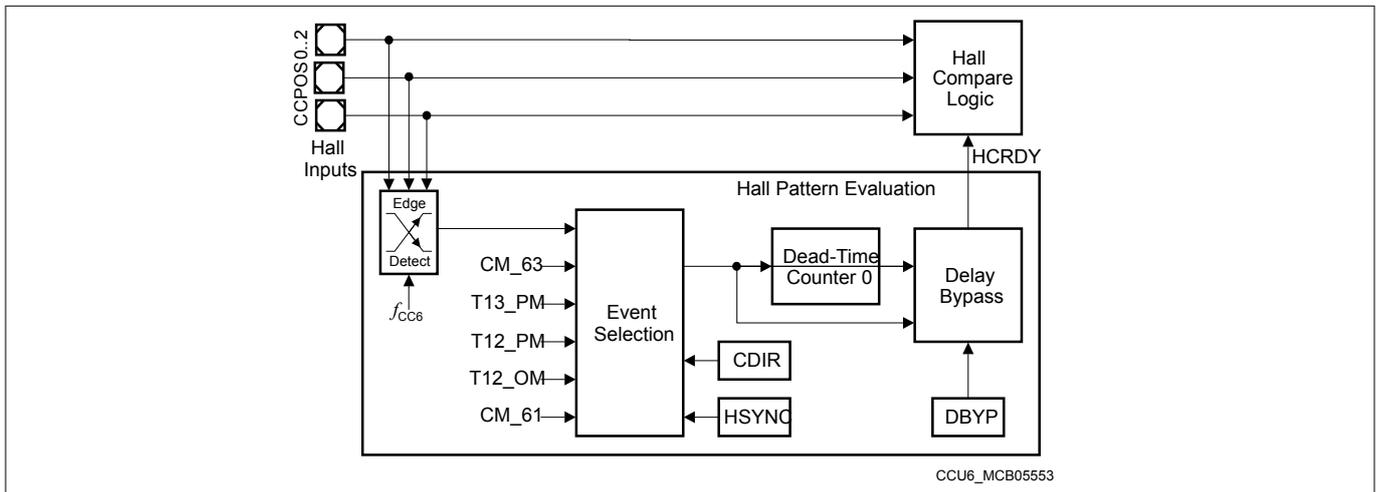 CCPOS0..2
Hall
Inputs
Hall
Compare
Logic
HCRDY
Hall Pattern Evaluation
Edge
Detect
fCC6
CM_63
T13_PM
T12_PM
T12_OM
CM_61
Event
Selection
Dead-Time
Counter 0
Delay
Bypass
CDIR
HSYNC
DBYP
CCU6_MCB05553